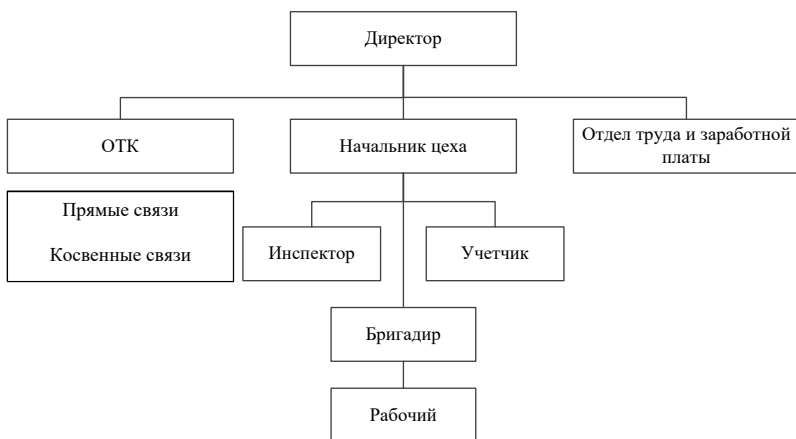 Директор
ОТК
Начальник цеха
Отдел труда и заработной
платы
Прямые связи
Косвенные связи
Инспектор
Учетчик
Бригадир
Рабочий